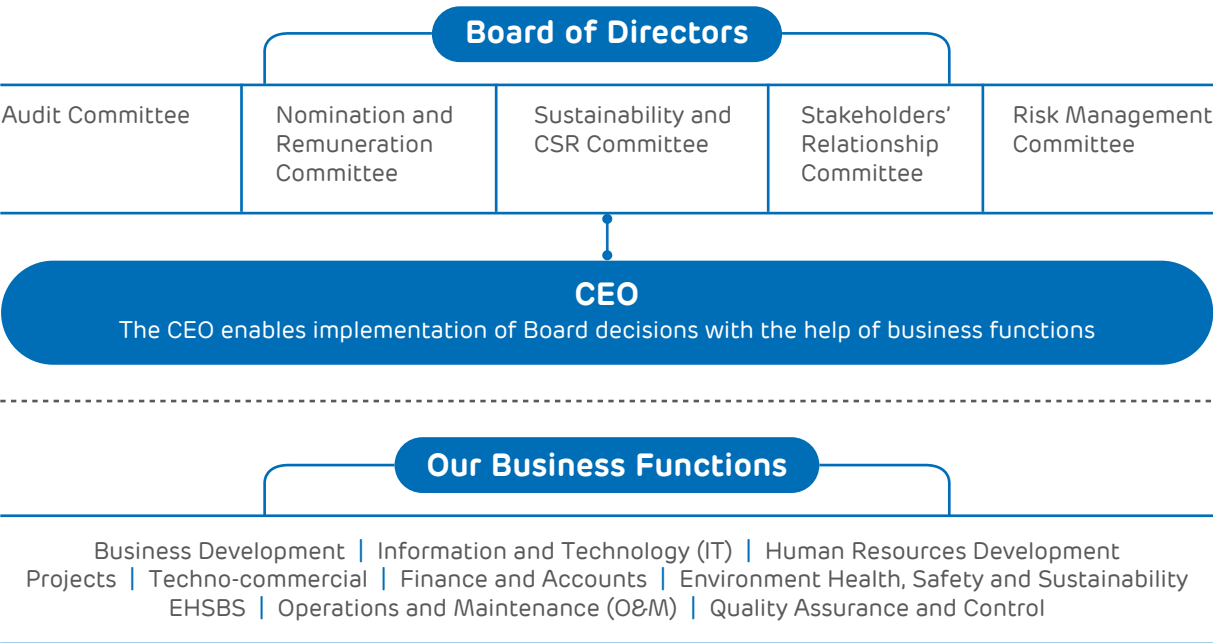 Board of Directors
Audit Committee
Nomination and
Remuneration
Committee
Sustainability and
CSR Committee
Stakeholders’
Relationship
Committee
Risk Management
Committee
CEO
The CEO enables implementation of Board decisions with the help of business functions
Our Business Functions
Business Development | Information and Technology (IT) | Human Resources Development
Projects | Techno-commercial | Finance and Accounts | Environment Health, Safety and Sustainability
EHSBS | Operations and Maintenance (O&M) | Quality Assurance and Control